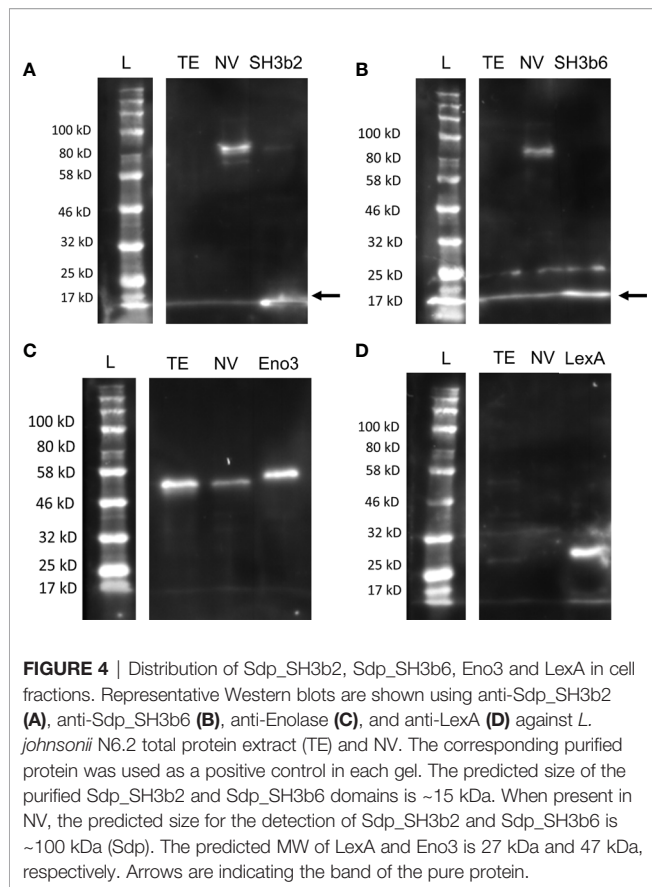 A
L
TE NV SH3b2
100 kD
80 kD
58 kD
46 kD
32 kD
25 kD
17 kD
B
L
TE NV SH3b6
100 kD
80 kD
58 kD
46 kD
32 kD
25 kD
17 kD
C
L
TE NV Eno3
100 kD
80 kD
58 kD
46 kD
32 kD
25 kD
17 kD
D
L
TE NV LexA
100 kD
80 kD
58 kD
46 kD
32 kD
25 kD
17 kD
FIGURE 4 | Distribution of Sdp_SH3b2, Sdp_SH3b6, Eno3 and LexA in cell
fractions. Representative Western blots are shown using anti-Sdp_SH3b2
(A), anti-Sdp_SH3b6 (B), anti-Enolase (C), and anti-LexA (D) against L.
johnsonii N6.2 total protein extract (TE) and NV. The corresponding purified
protein was used as a positive control in each gel. The predicted size of the
purified Sdp_SH3b2 and Sdp_SH3b6 domains is ~15 kDa. When present in
NV, the predicted size for the detection of Sdp_SH3b2 and Sdp_SH3b6 is
~100 kDa (Sdp). The predicted MW of LexA and Eno3 is 27 kDa and 47 kDa,
respectively. Arrows are indicating the band of the pure protein.